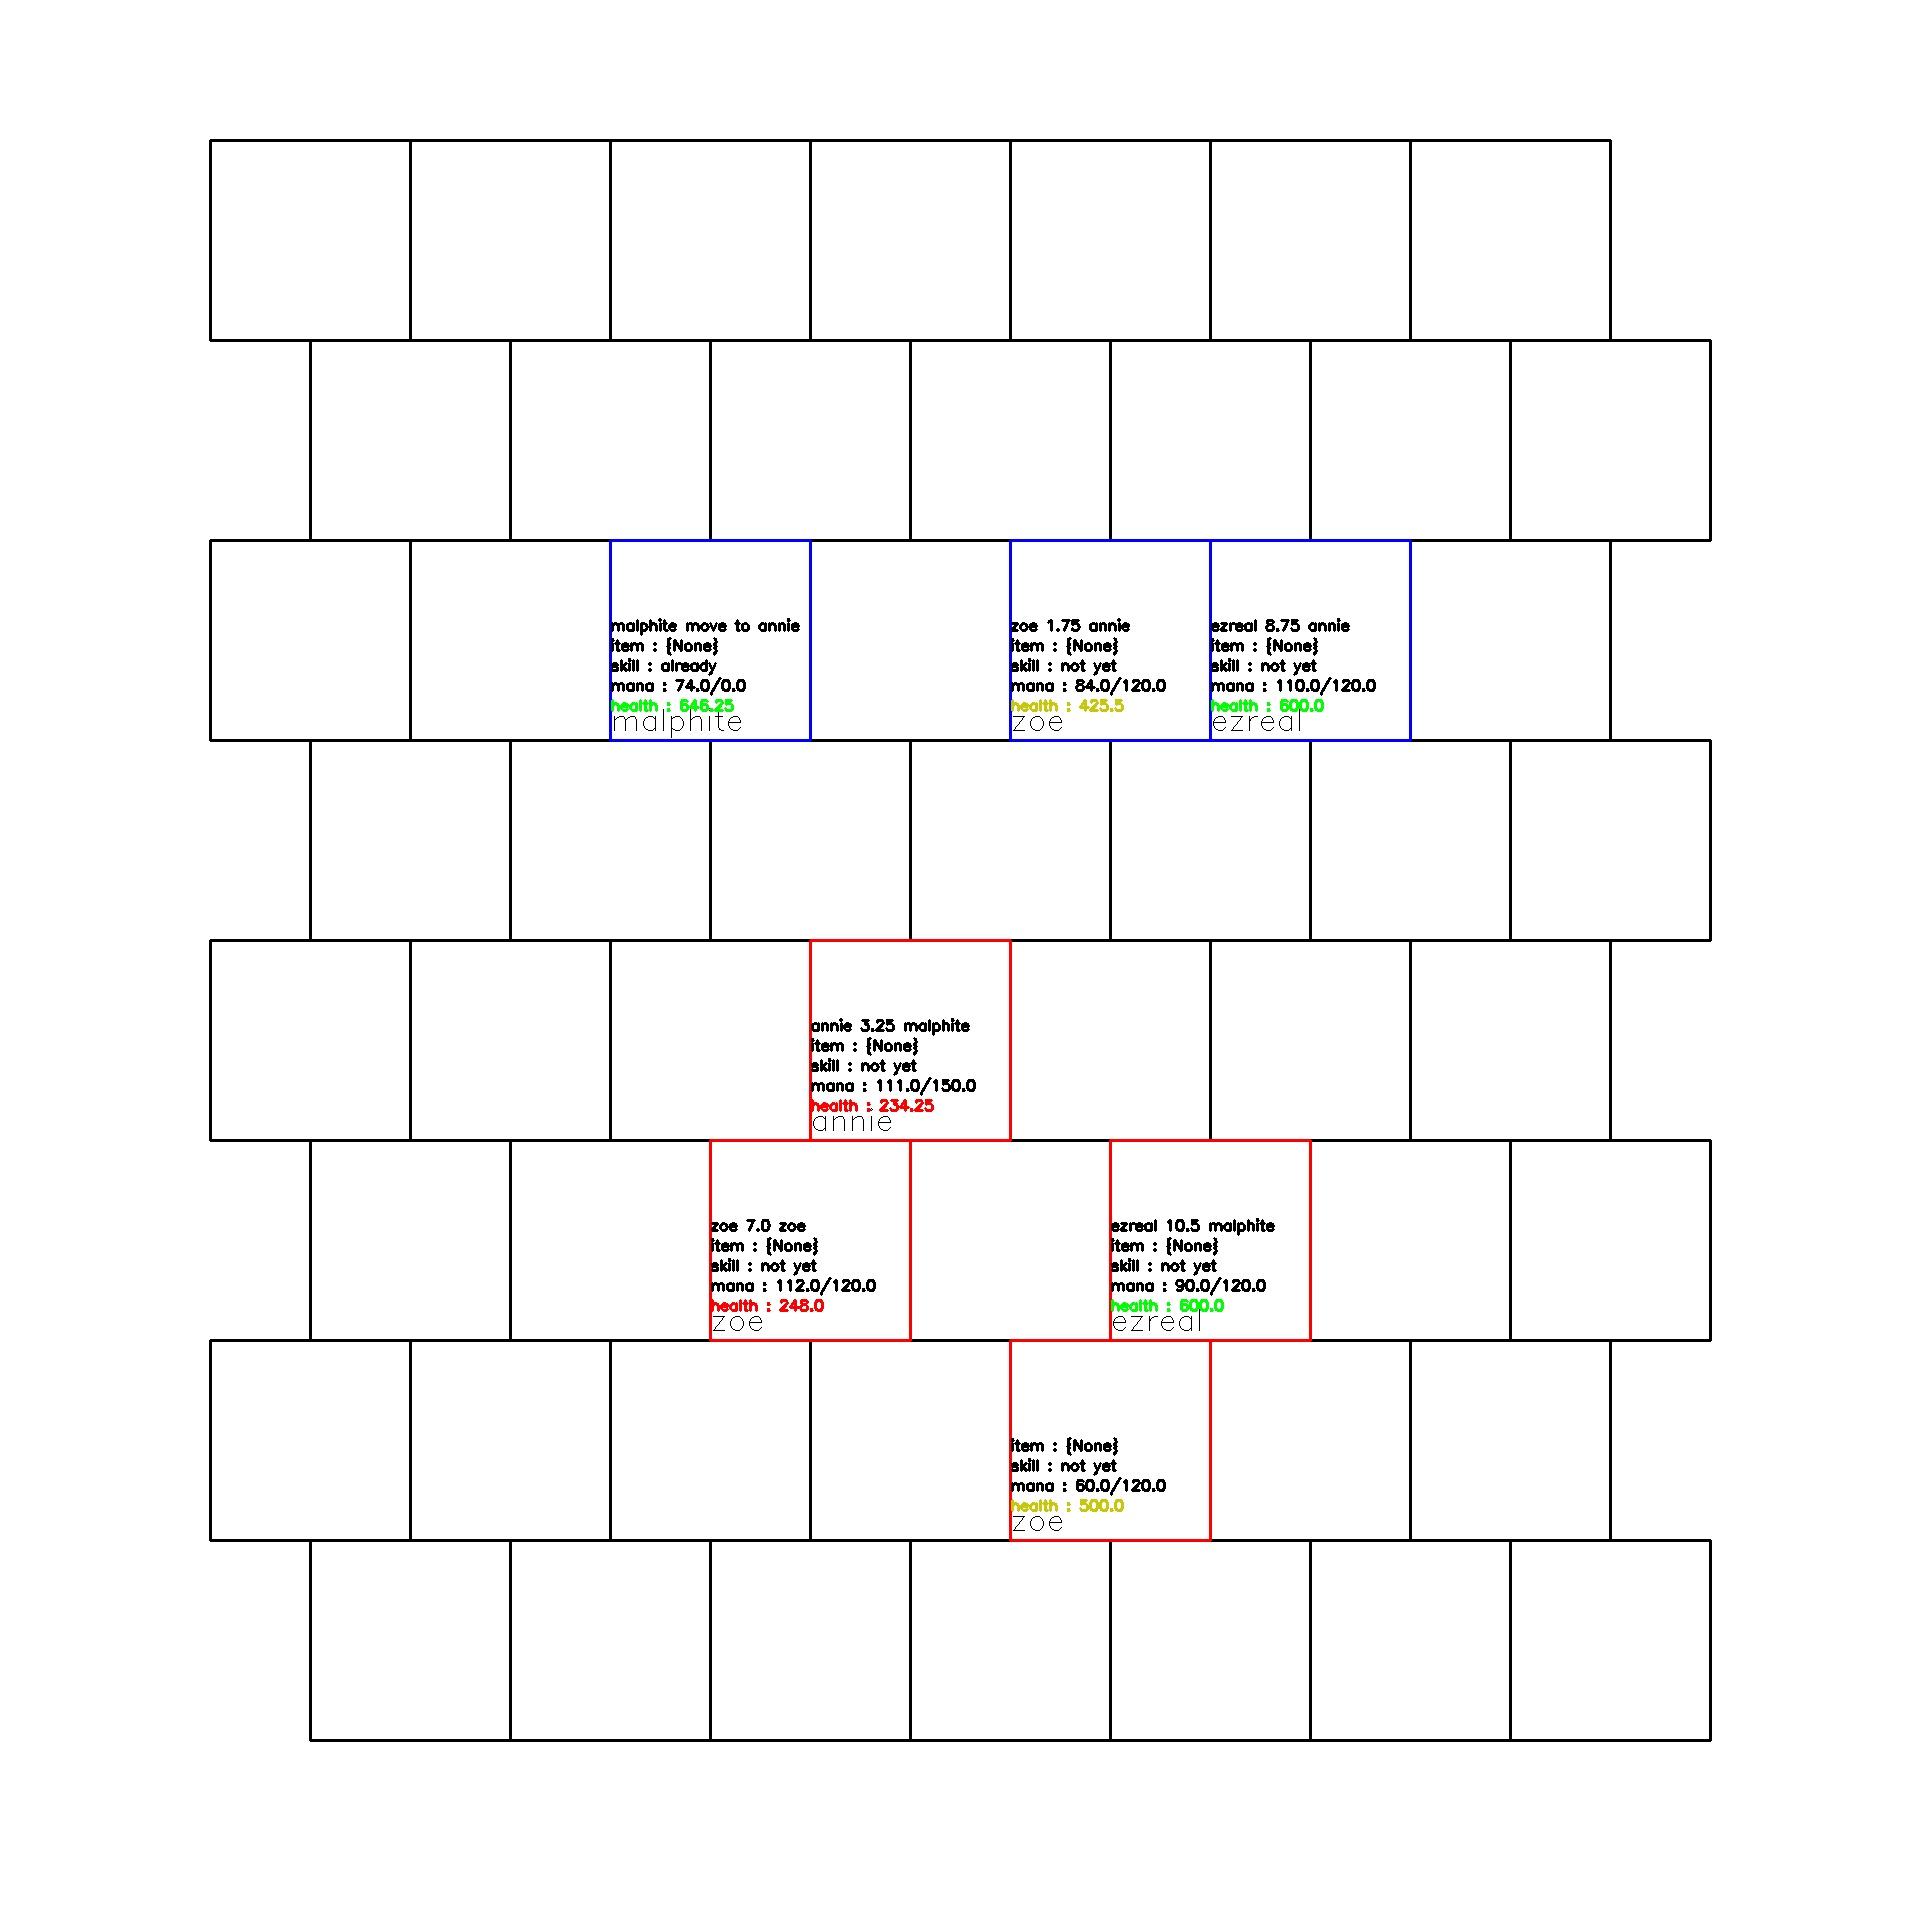 malphite move to annie
item : {None}
skill : already
mana : 74.0/0.0
health : 646.25
malphite
zoe 1.75 annie
item : {None}
skill : not yet
mana : 84.0/120.0
health : 425.5
zoe
ezreal 8.75 annie
item : {None}
skill : not yet
mana : 110.0/120.0
health : 600.0
ezreal
annie 3.25 malphite
item : {None}
skill : not yet
mana : 111.0/150.0
health : 234.25
annie
zoe 7.0 zoe
item : {None}
skill : not yet
mana : 112.0/120.0
health : 248.0
zoe
ezreal 10.5 malphite
item : {None}
skill : not yet
mana : 90.0/120.0
health : 600.0
ezreal
item : {None}
skill : not yet
mana : 60.0/120.0
health : 500.0
zoe